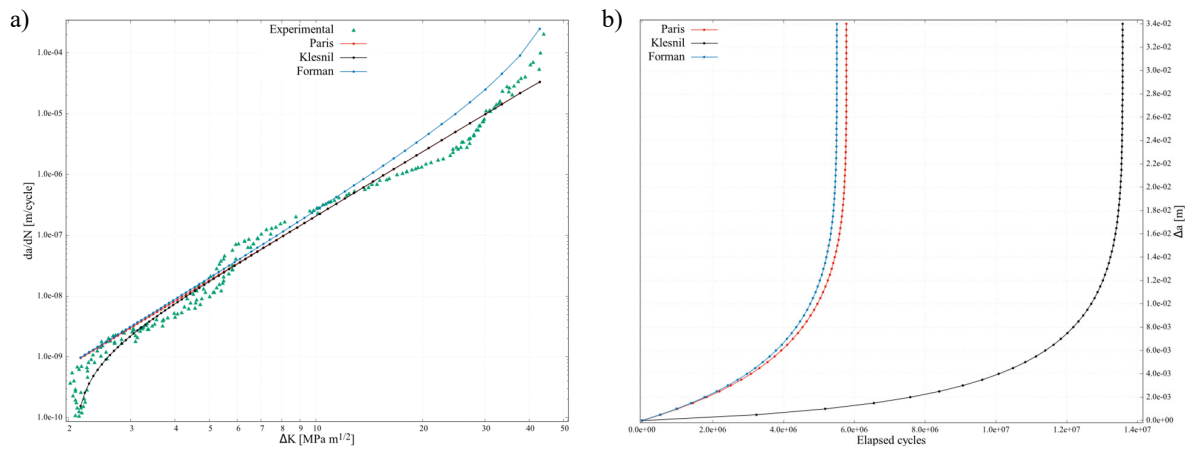 a)
Experimental
Paris
Klesnil
Forman
1.0e-04
1.0e-05
1.0e-06
1.0e-07
1.0e-08
1.0e-09
1.0e-10
da/dN [m/cycle]
2 3 4 5 6 7 8 9 10 20 30 40 50
ΔK [MPa m1/2]
b)
Paris
Klesnil
Forman
3.4e-02
3.2e-02
3.0e-02
2.8e-02
2.6e-02
2.4e-02
2.2e-02
2.0e-02
1.8e-02
1.6e-02
1.4e-02
1.2e-02
1.0e-02
8.0e-03
6.0e-03
4.0e-03
2.0e-03
0.0e+00
Δa [m]
0.0e+00 2.0e+06 4.0e+06 6.0e+06 8.0e+06 1.0e+07 1.2e+07 1.4e+07
Elapsed cycles